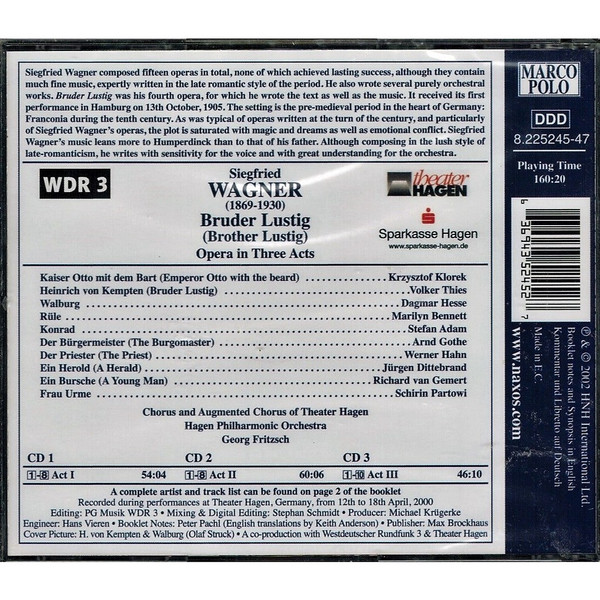 Siegfried Wagner composed fifteen operas in total, none of which achieved lasting success, although they contain
much fine music, expertly written in the late romantic style of the period. He also wrote several purely orchestral
works. Bruder Lustig was his fourth opera, for which he wrote the text as well as the music. It received its first
performance in Hamburg on 13th October, 1905. The setting is the pre-medieval period in the heart of Germany:
Franconia during the tenth century. As was typical of operas written at the turn of the century, and particularly
of Siegfried Wagner's operas, the plot is saturated with magic and dreams as well as emotional conflict. Siegfried
Wagner's music leans more to Humperdinck than to that of his father. Although composing in the lush style of
late-romanticism, he writes with sensitivity for the voice and with great understanding for the orchestra.
WDR 3
Siegfried
WAGNER
(1869-1930)
Bruder Lustig
(Brother Lustig)
Opera in Three Acts
theater
HAGEN
Sparkasse Hagen
www.sparkasse-hagen.de
Kaiser Otto mit dem Bart (Emperor Otto with the beard) Krzysztof Klorek
Heinrich von Kempten (Bruder Lustig) Volker Thies
Walburg Dagmar Hesse
Rüle Marilyn Bennett
Konrad Stefan Adam
Der Bürgermeister (The Burgomaster) Arnd Gothe
Der Priester (The Priest) Werner Hahn
Ein Herold (A Herald) Jürgen Dittebrand
Ein Bursche (A Young Man) Richard van Gemert
Frau Urme Schirin Partowi
Chorus and Augmented Chorus of Theater Hagen
Hagen Philharmonic Orchestra
Georg Fritzsch
CD 1 CD 2 CD 3
1-8 Act I 54:04 1-8 Act II 60:06 1-10 Act III 46:10
A complete artist and track list can be found on page 2 of the booklet
Recorded during performances at Theater Hagen, Germany, from 12th to 18th April, 2000
Editing: PG Musik WDR 3 • Mixing & Digital Editing: Stephan Schmidt • Producer: Michael Krügerke
Engineer: Hans Vieren • Booklet Notes: Peter Pachl (English translations by Keith Anderson) • Publisher: Max Brockhaus
Cover Picture: H. von Kempten & Walburg (Olaf Struck) • A co-production with Westdeutscher Rundfunk 3 & Theater Hagen
MARCO
POLO
DDD
8.225245-47
Playing Time
160:20
6 36943 52452 7
www.naxos.com
℗ & © 2002 HNH International Ltd.
Booklet notes and Synopsis in English
Kommentar und Libretto auf Deutsch
Made in E.C.